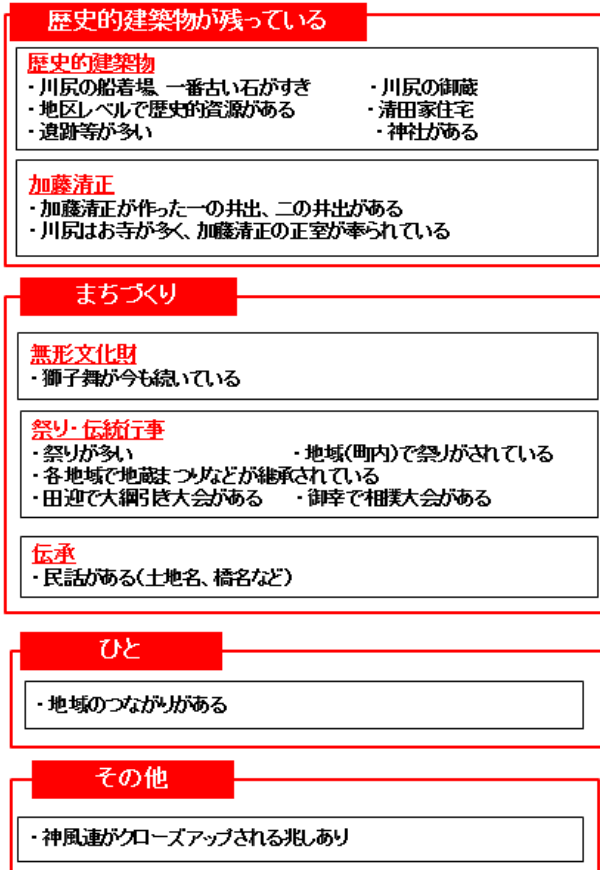 歴史的建築物が残っている
歴史的建築物
・川尻の船着場、一番古い石がすき ・川尻の御蔵
・地区レベルで歴史的資源がある ・清田家住宅
・遺跡等が多い ・神社がある
加藤清正
・加藤清正が作った一の井出、二の井出がある
・川尻はお寺が多く、加藤清正の正室が奉られている
まちづくり
無形文化財
・獅子舞が今も続いている
祭り・伝統行事
・祭りが多い ・地域(町内)で祭りがされている
・各地域で地蔵まつりなどが継承されている
・田迎で大綱引き大会がある ・御幸で相撲大会がある
伝承
・民話がある(土地名、橋名など)
ひと
・地域のつながりがある
その他
・神風連がクローズアップされる兆しあり